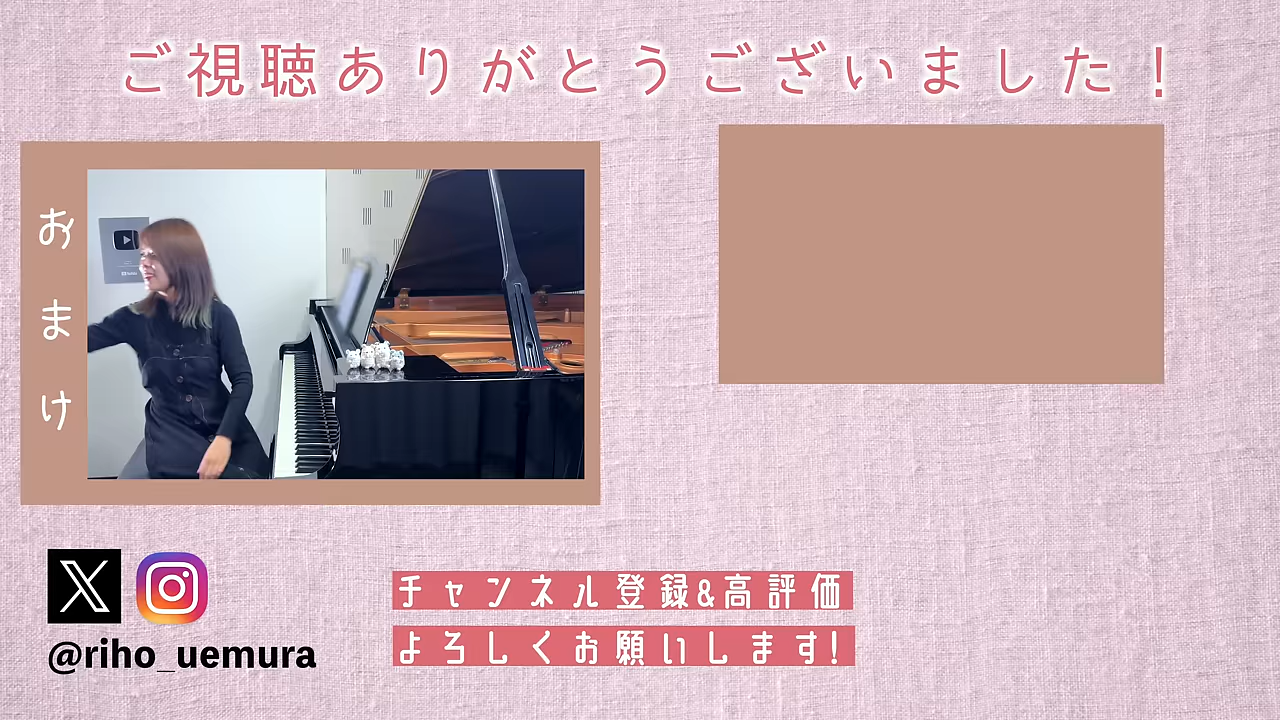 ご視聴ありがとうございました！
おまけ
@riho_uemura
チャンネル登録&高評価
よろしくお願いします!